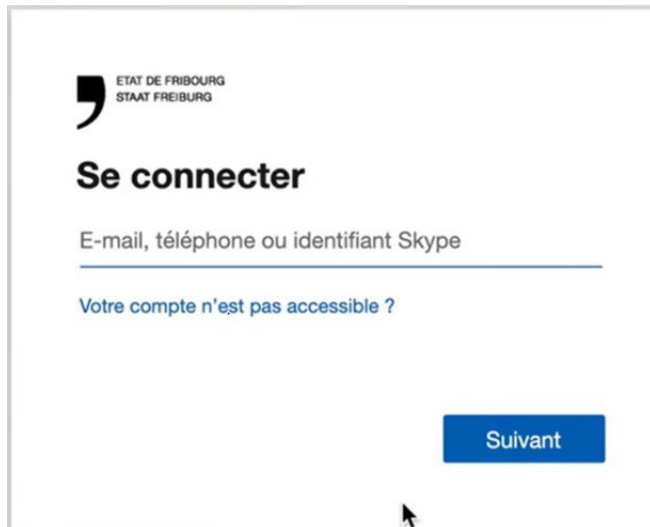 ETAT DE FRIBOURG
STAAT FREIBURG
Se connecter
E-mail, téléphone ou identifiant Skype
Votre compte n'est pas accessible ?
Suivant